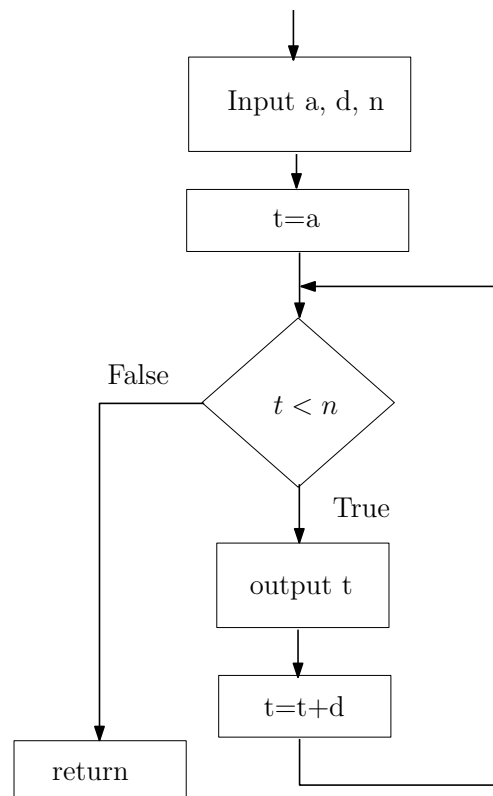 Input a, d, n
t=a
False
t < n
True
output t
t=t+d
return